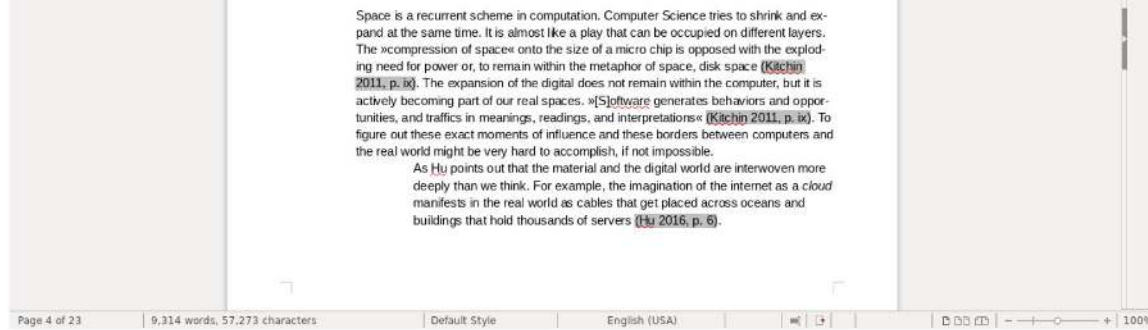 Space is a recurrent scheme in computation. Computer Science tries to shrink and ex-
pand at the same time. It is almost like a play that can be occupied on different layers.
The »compression of space« onto the size of a micro chip is opposed with the explod-
ing need for power or, to remain within the metaphor of space, disk space (Kitchin
2011, p. ix). The expansion of the digital does not remain within the computer, but it is
actively becoming part of our real spaces. »[S]oftware generates behaviors and oppor-
tunities, and traffics in meanings, readings, and interpretations« (Kitchin 2011, p. ix). To
figure out these exact moments of influence and these borders between computers and
the real world might be very hard to accomplish, if not impossible.
As Hu points out that the material and the digital world are interwoven more
deeply than we think. For example, the imagination of the internet as a cloud
manifests in the real world as cables that get placed across oceans and
buildings that hold thousands of servers (Hu 2016, p. 6).
Page 4 of 23 9,314 words, 57,273 characters Default Style English (USA) 100%